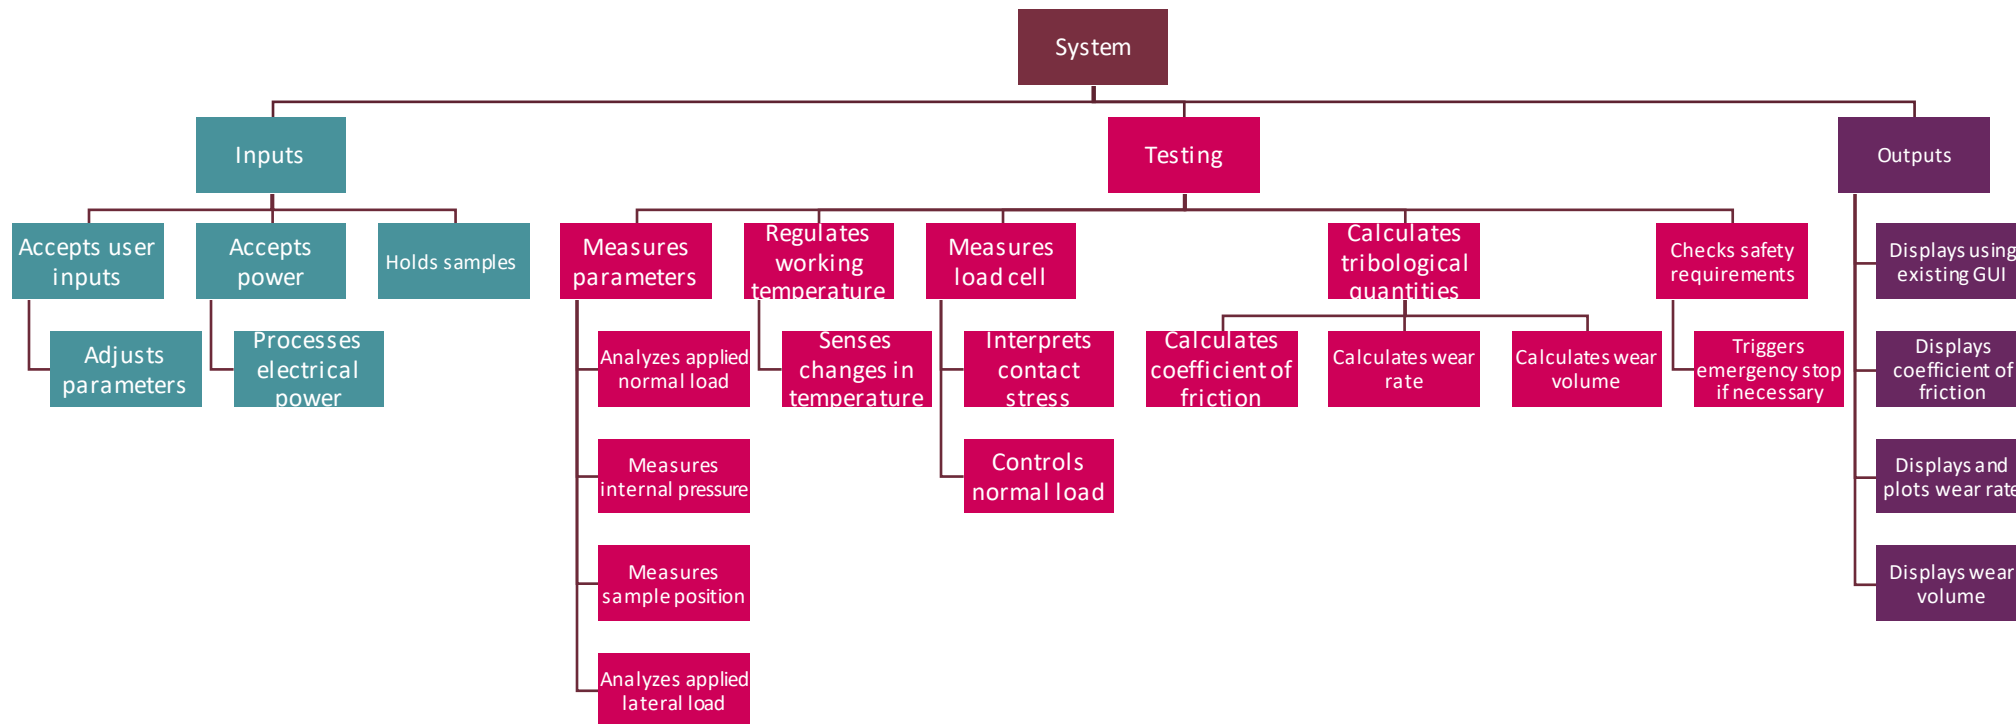 System
Inputs
Testing
Outputs
Accepts user
inputs
Accepts
power
Holds samples
Measures
parameters
Regulates
working
temperature
Measures
load cell
Calculates
tribological
quantities
Checks safety
requirements
Displays using
existing GUI
Adjusts
parameters
Processes
electrical
power
Analyzes applied
normal load
Senses
changes in
temperature
Interprets
contact
stress
Calculates
coefficient of
friction
Calculates wear
rate
Calculates wear
volume
Triggers
emergency stop
if necessary
Displays
coefficient of
friction
Measures
internal pressure
Controls
normal load
Displays and
plots wear rate
Measures
sample position
Displays wear
volume
Analyzes applied
lateral load